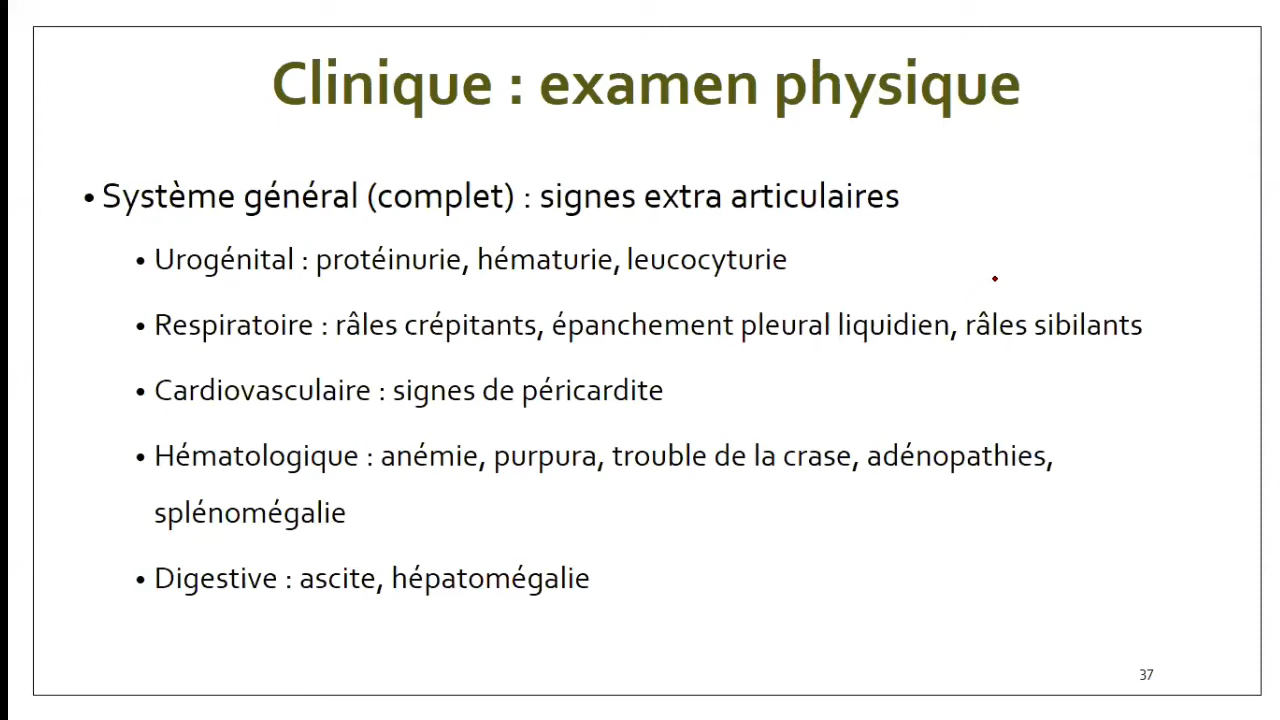 Clinique : examen physique
• Système général (complet) : signes extra articulaires
• Urogénital : protéinurie, hématurie, leucocyturie
• Respiratoire : râles crépitants, épanchement pleural liquidien, râles sibilants
• Cardiovasculaire : signes de péricardite
• Hématologique : anémie, purpura, trouble de la crase, adénopathies,
splénomégalie
• Digestive : ascite, hépatomégalie
37